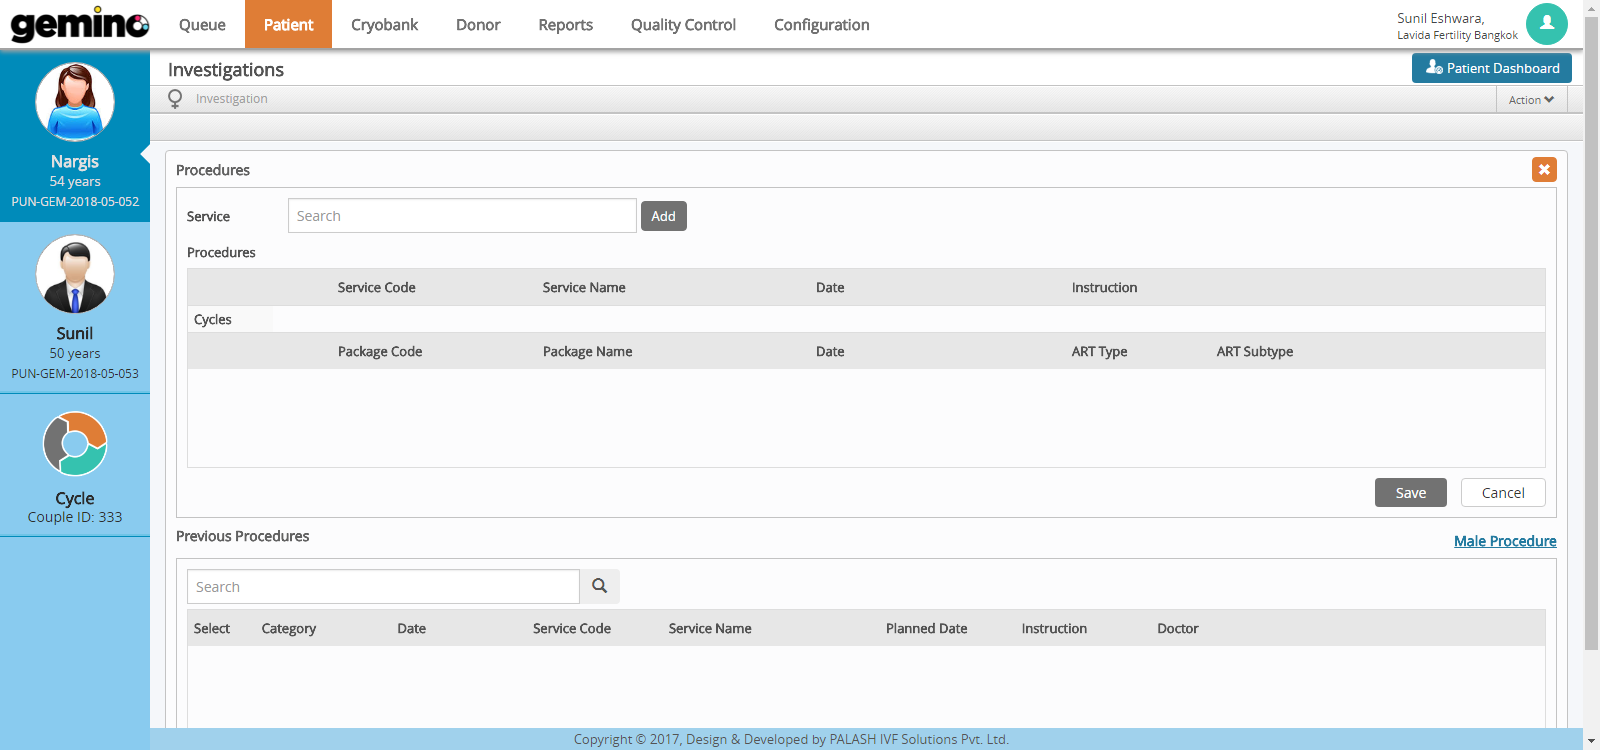 gemino
Queue Patient Cryobank Donor Reports Quality Control Configuration
Sunil Eshwara,
Lavida Fertility Bangkok
Nargis
54 years
PUN-GEM-2018-05-052
Sunil
50 years
PUN-GEM-2018-05-053
Cycle
Couple ID: 333
Investigations
Patient Dashboard
Investigation
Action
Procedures
Service Search Add
Procedures
Service Code Service Name Date Instruction
Cycles
Package Code Package Name Date ART Type ART Subtype
Save Cancel
Previous Procedures
Male Procedure
Search
Select Category Date Service Code Service Name Planned Date Instruction Doctor
Copyright © 2017, Design & Developed by PALASH IVF Solutions Pvt. Ltd.